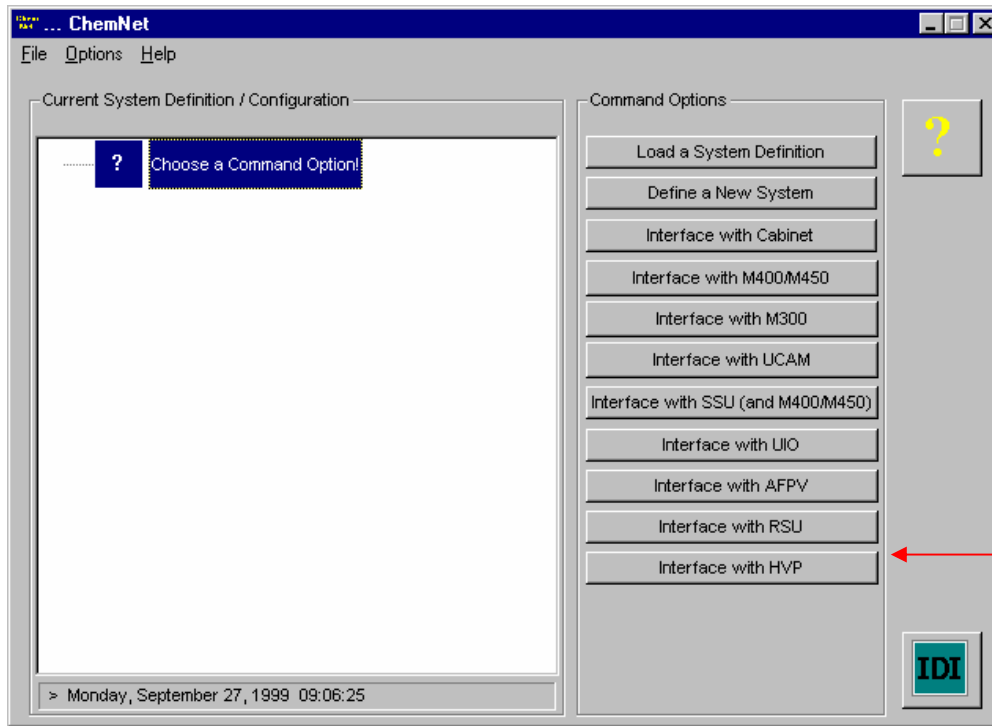 ... ChemNet
File Options Help
Current System Definition / Configuration
? Choose a Command Option!
> Monday, September 27, 1999 09:06:25
Command Options
Load a System Definition
Define a New System
Interface with Cabinet
Interface with M400/M450
Interface with M300
Interface with UCAM
Interface with SSU (and M400/M450)
Interface with UIO
Interface with AFPV
Interface with RSU
Interface with HVP
?
IDI